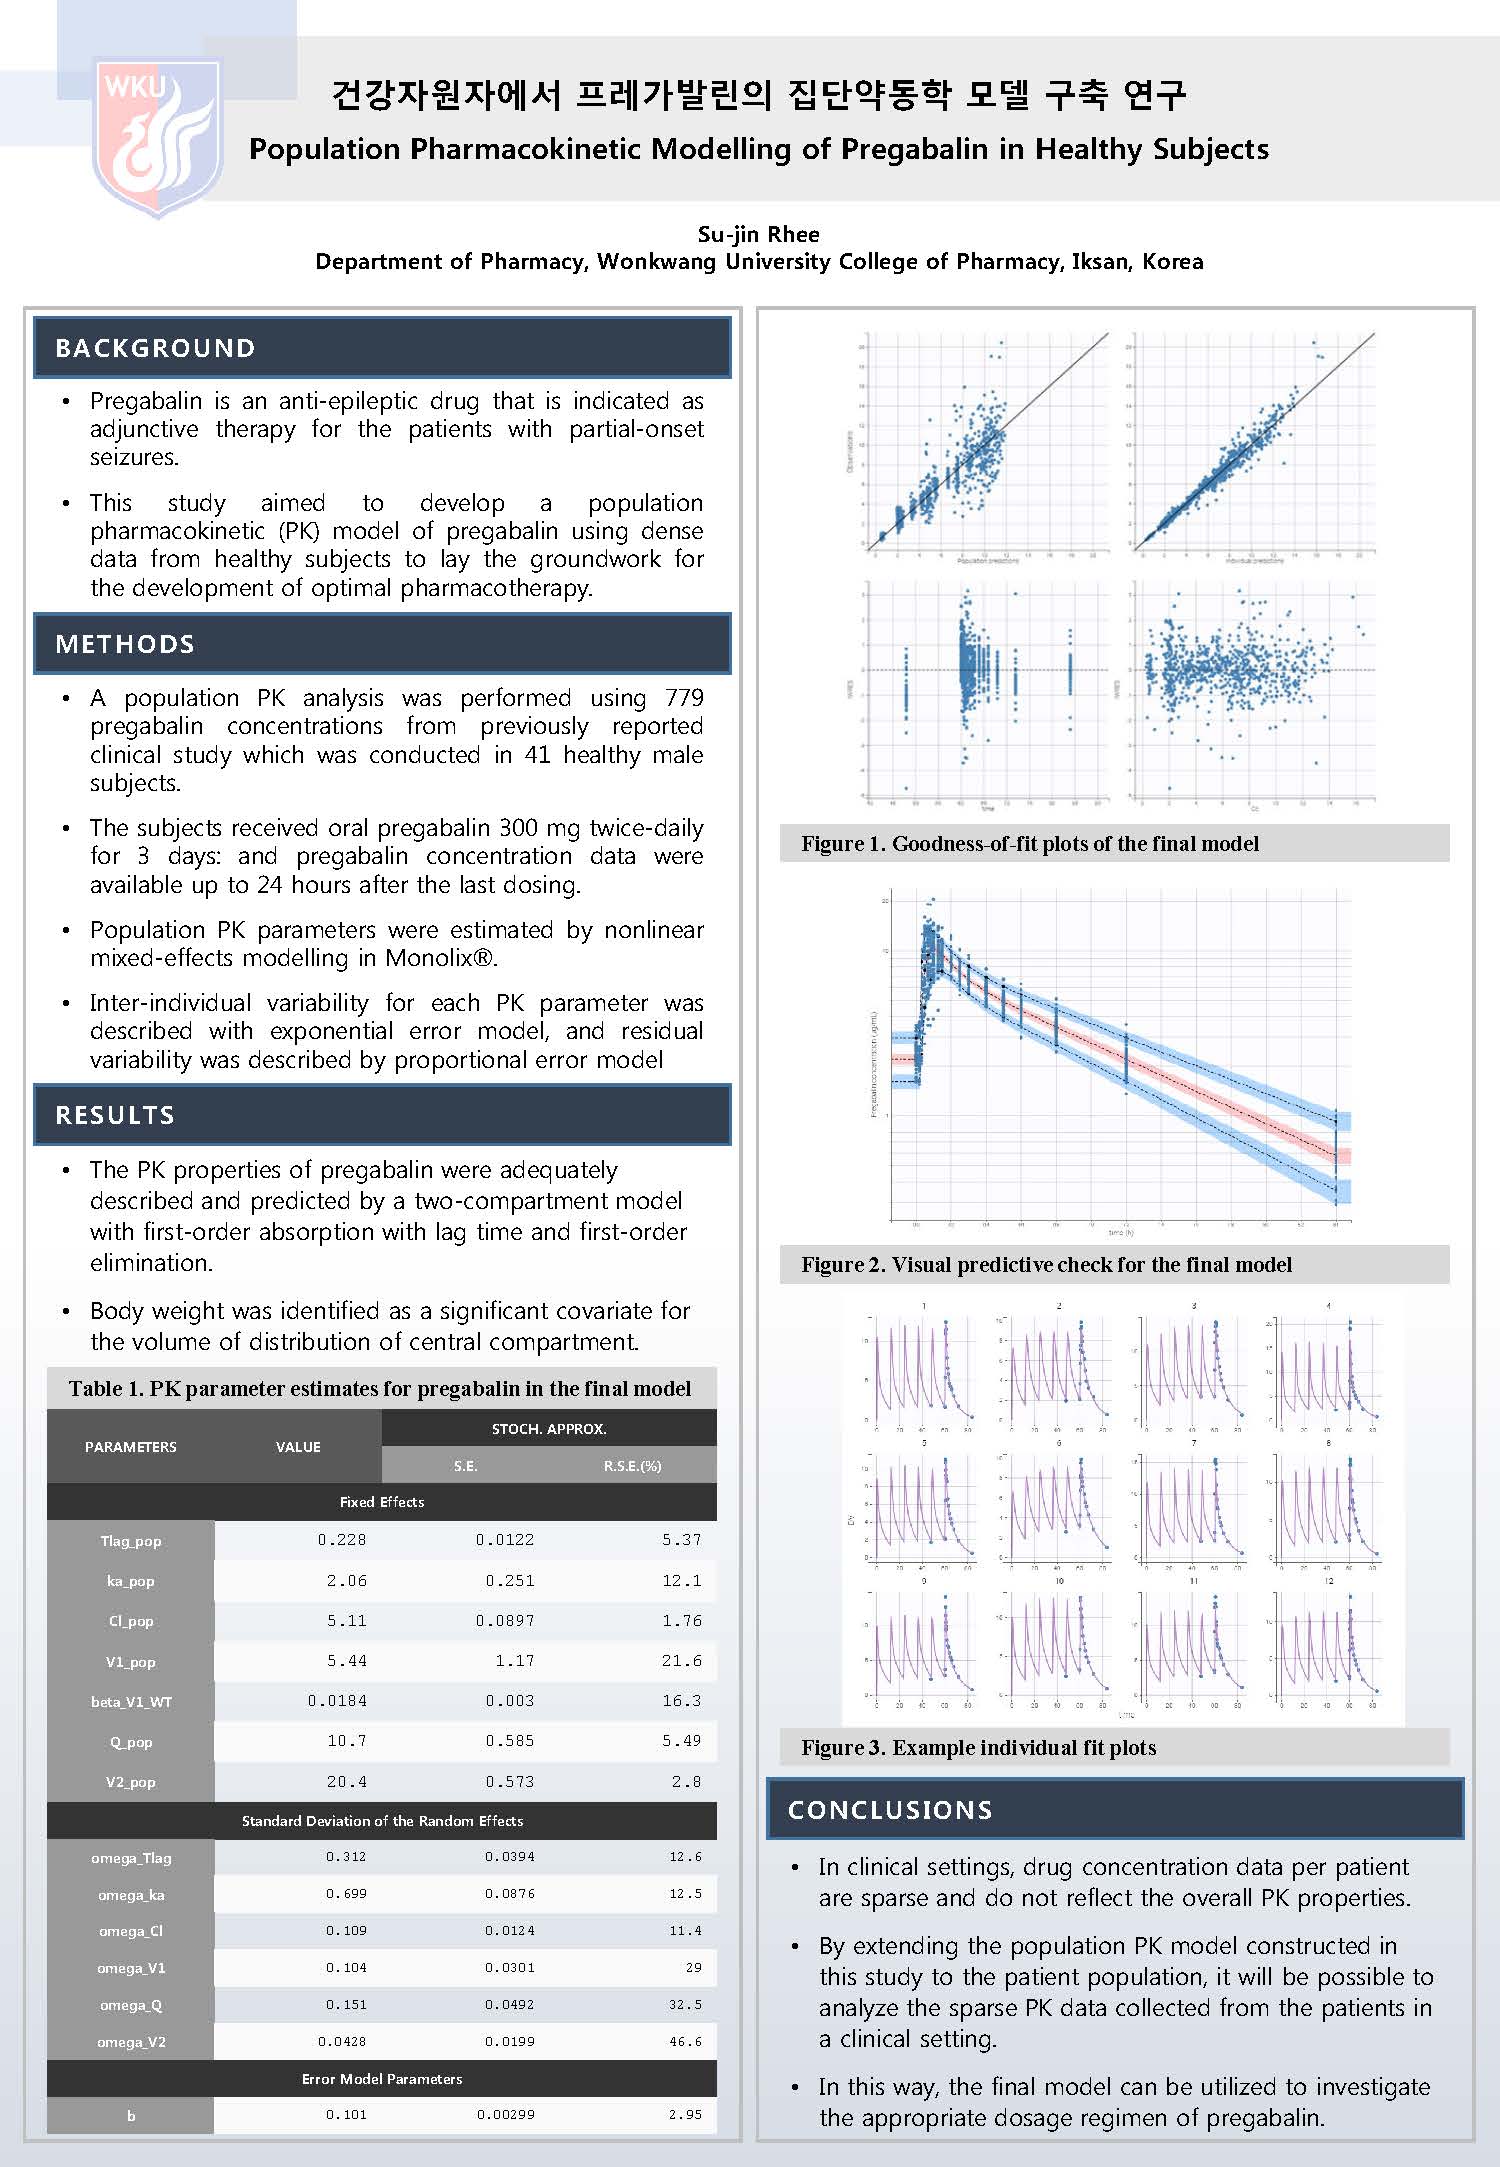 WKU
건강자원자에서 프레가발린의 집단약동학 모델 구축 연구
Population Pharmacokinetic Modelling of Pregabalin in Healthy Subjects
Su-jin Rhee
Department of Pharmacy, Wonkwang University College of Pharmacy, Iksan, Korea
BACKGROUND
• Pregabalin is an anti-epileptic drug that is indicated as
adjunctive therapy for the patients with partial-onset
seizures.
• This study aimed to develop a population
pharmacokinetic (PK) model of pregabalin using dense
data from healthy subjects to lay the groundwork for
the development of optimal pharmacotherapy.
METHODS
• A population PK analysis was performed using 779
pregabalin concentrations from previously reported
clinical study which was conducted in 41 healthy male
subjects.
• The subjects received oral pregabalin 300 mg twice-daily
for 3 days: and pregabalin concentration data were
available up to 24 hours after the last dosing.
• Population PK parameters were estimated by nonlinear
mixed-effects modelling in Monolix®.
• Inter-individual variability for each PK parameter was
described with exponential error model, and residual
variability was described by proportional error model
RESULTS
• The PK properties of pregabalin were adequately
described and predicted by a two-compartment model
with first-order absorption with lag time and first-order
elimination.
• Body weight was identified as a significant covariate for
the volume of distribution of central compartment.
Table 1. PK parameter estimates for pregabalin in the final model
PARAMETERS VALUE STOCH. APPROX.
S.E. R.S.E.(%)
Fixed Effects
Tlag_pop 0.228 0.0122 5.37
ka_pop 2.06 0.251 12.1
Cl_pop 5.11 0.0897 1.76
V1_pop 5.44 1.17 21.6
beta_V1_WT 0.0184 0.003 16.3
Q_pop 10.7 0.585 5.49
V2_pop 20.4 0.573 2.8
Standard Deviation of the Random Effects
omega_Tlag 0.312 0.0394 12.6
omega_ka 0.699 0.0876 12.5
omega_Cl 0.109 0.0124 11.4
omega_V1 0.104 0.0301 29
omega_Q 0.151 0.0492 32.5
omega_V2 0.0428 0.0199 46.6
Error Model Parameters
b 0.101 0.00299 2.95
Observations
Population predictions
Individual predictions
time
Figure 1. Goodness-of-fit plots of the final model
Pregabalin concentration (ug/mL)
time (h)
Figure 2. Visual predictive check for the final model
1 2 3 4
5 6 7 8
9 10 11 12
DV
time
Figure 3. Example individual fit plots
CONCLUSIONS
• In clinical settings, drug concentration data per patient
are sparse and do not reflect the overall PK properties.
• By extending the population PK model constructed in
this study to the patient population, it will be possible to
analyze the sparse PK data collected from the patients in
a clinical setting.
• In this way, the final model can be utilized to investigate
the appropriate dosage regimen of pregabalin.